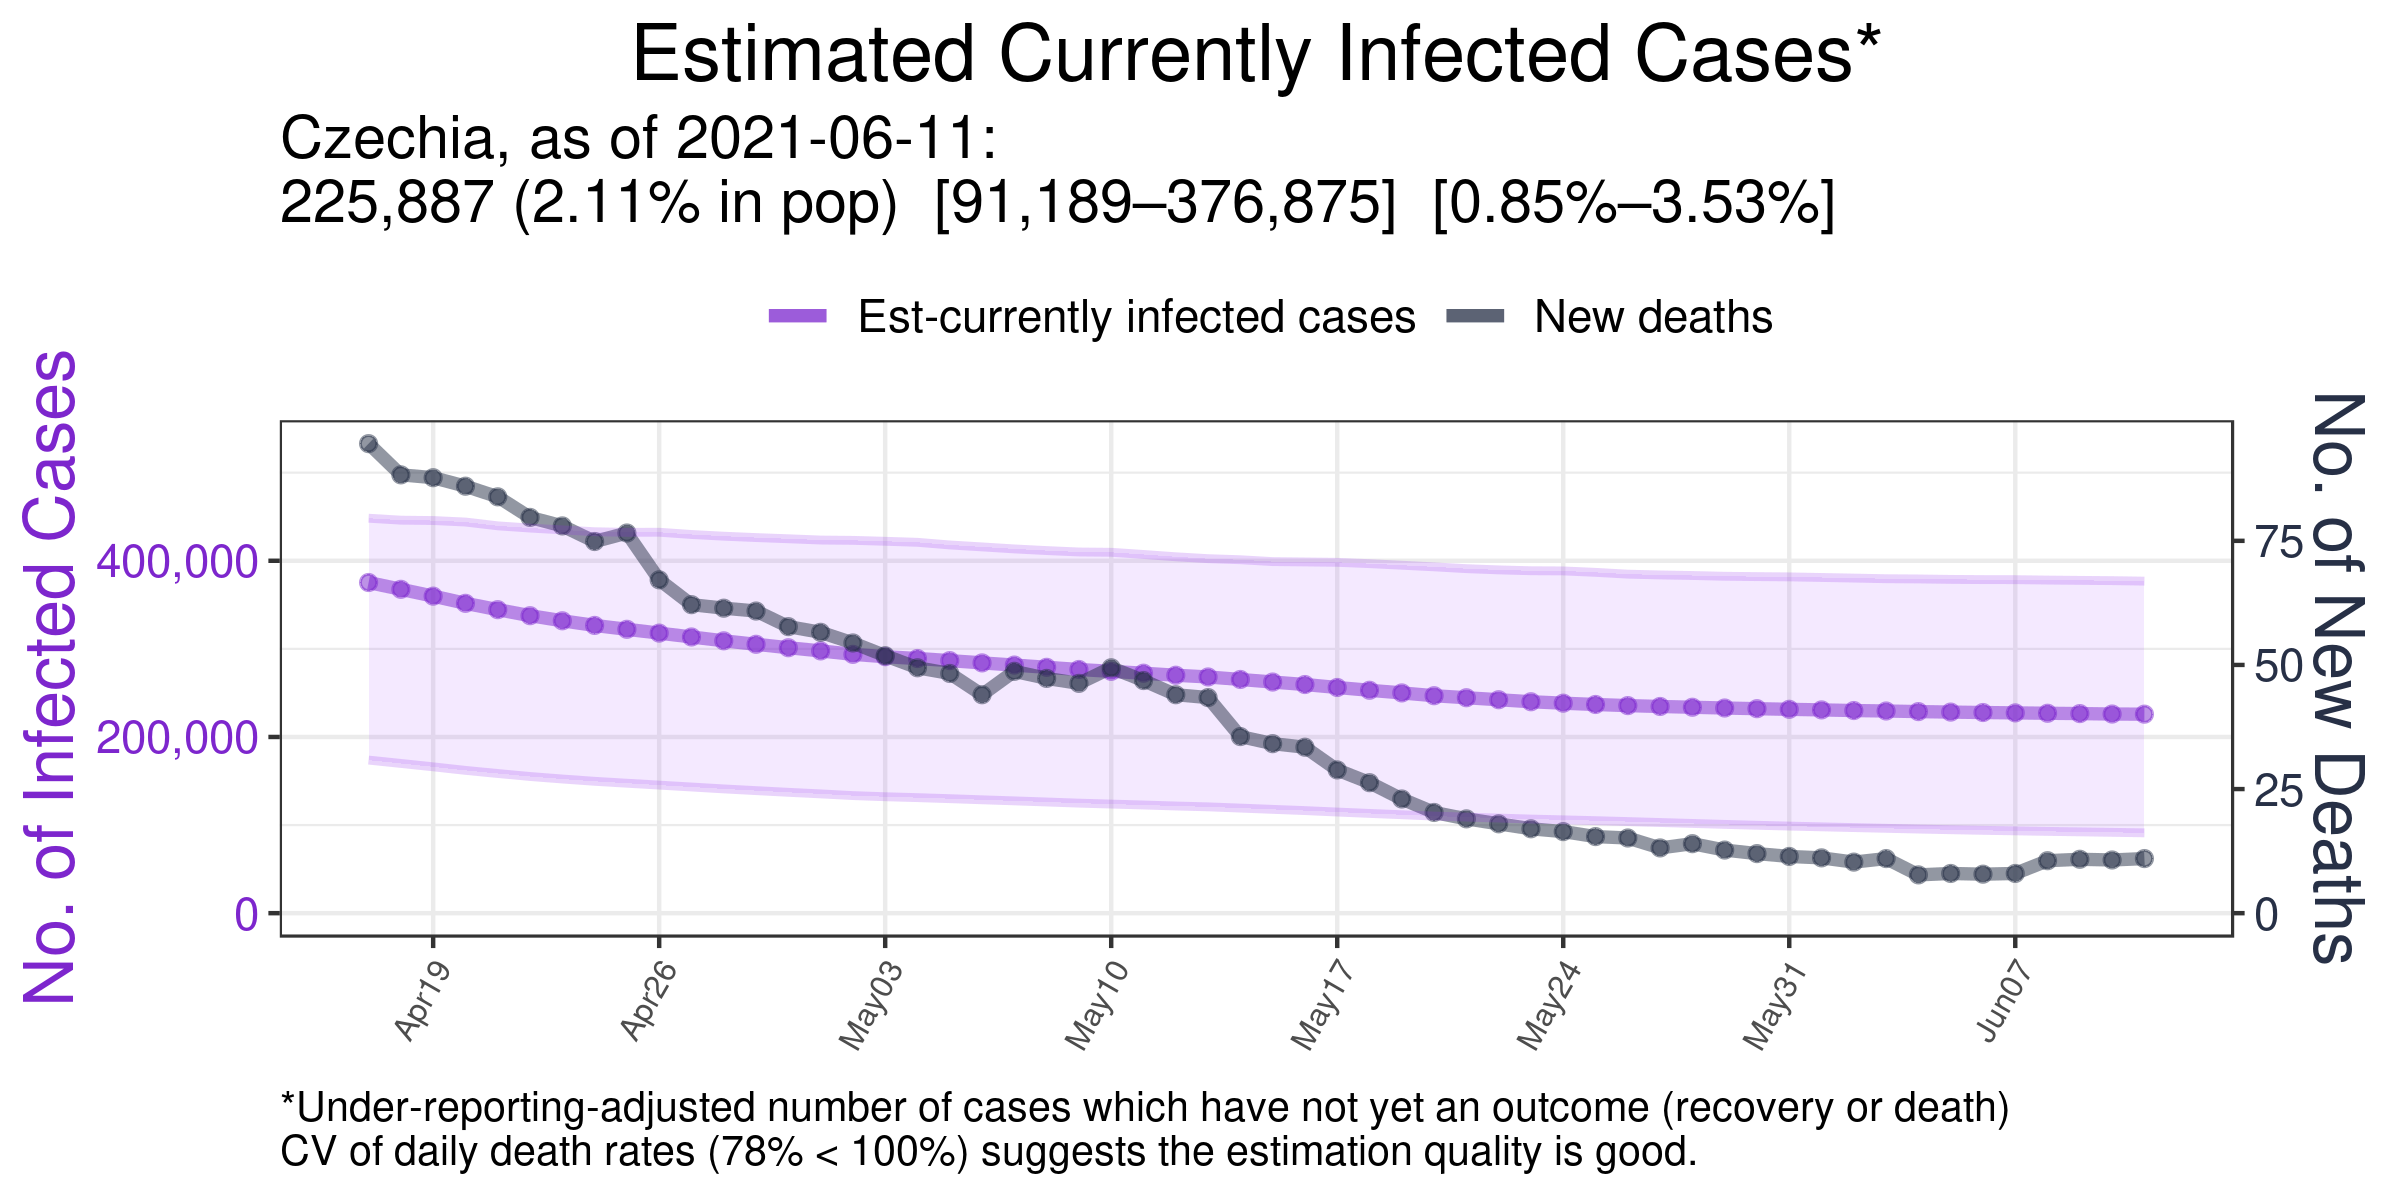 Estimated Currently Infected Cases*
Czechia, as of 2021-06-11:
225,887 (2.11% in pop) [91,189–376,875] [0.85%–3.53%]
Est-currently infected cases New deaths
No. of Infected Cases
400,000
200,000
0
75
50
25
0
No. of New Deaths
Apr19 Apr26 May03 May10 May17 May24 May31 Jun07
*Under-reporting-adjusted number of cases which have not yet an outcome (recovery or death)
CV of daily death rates (78% < 100%) suggests the estimation quality is good.